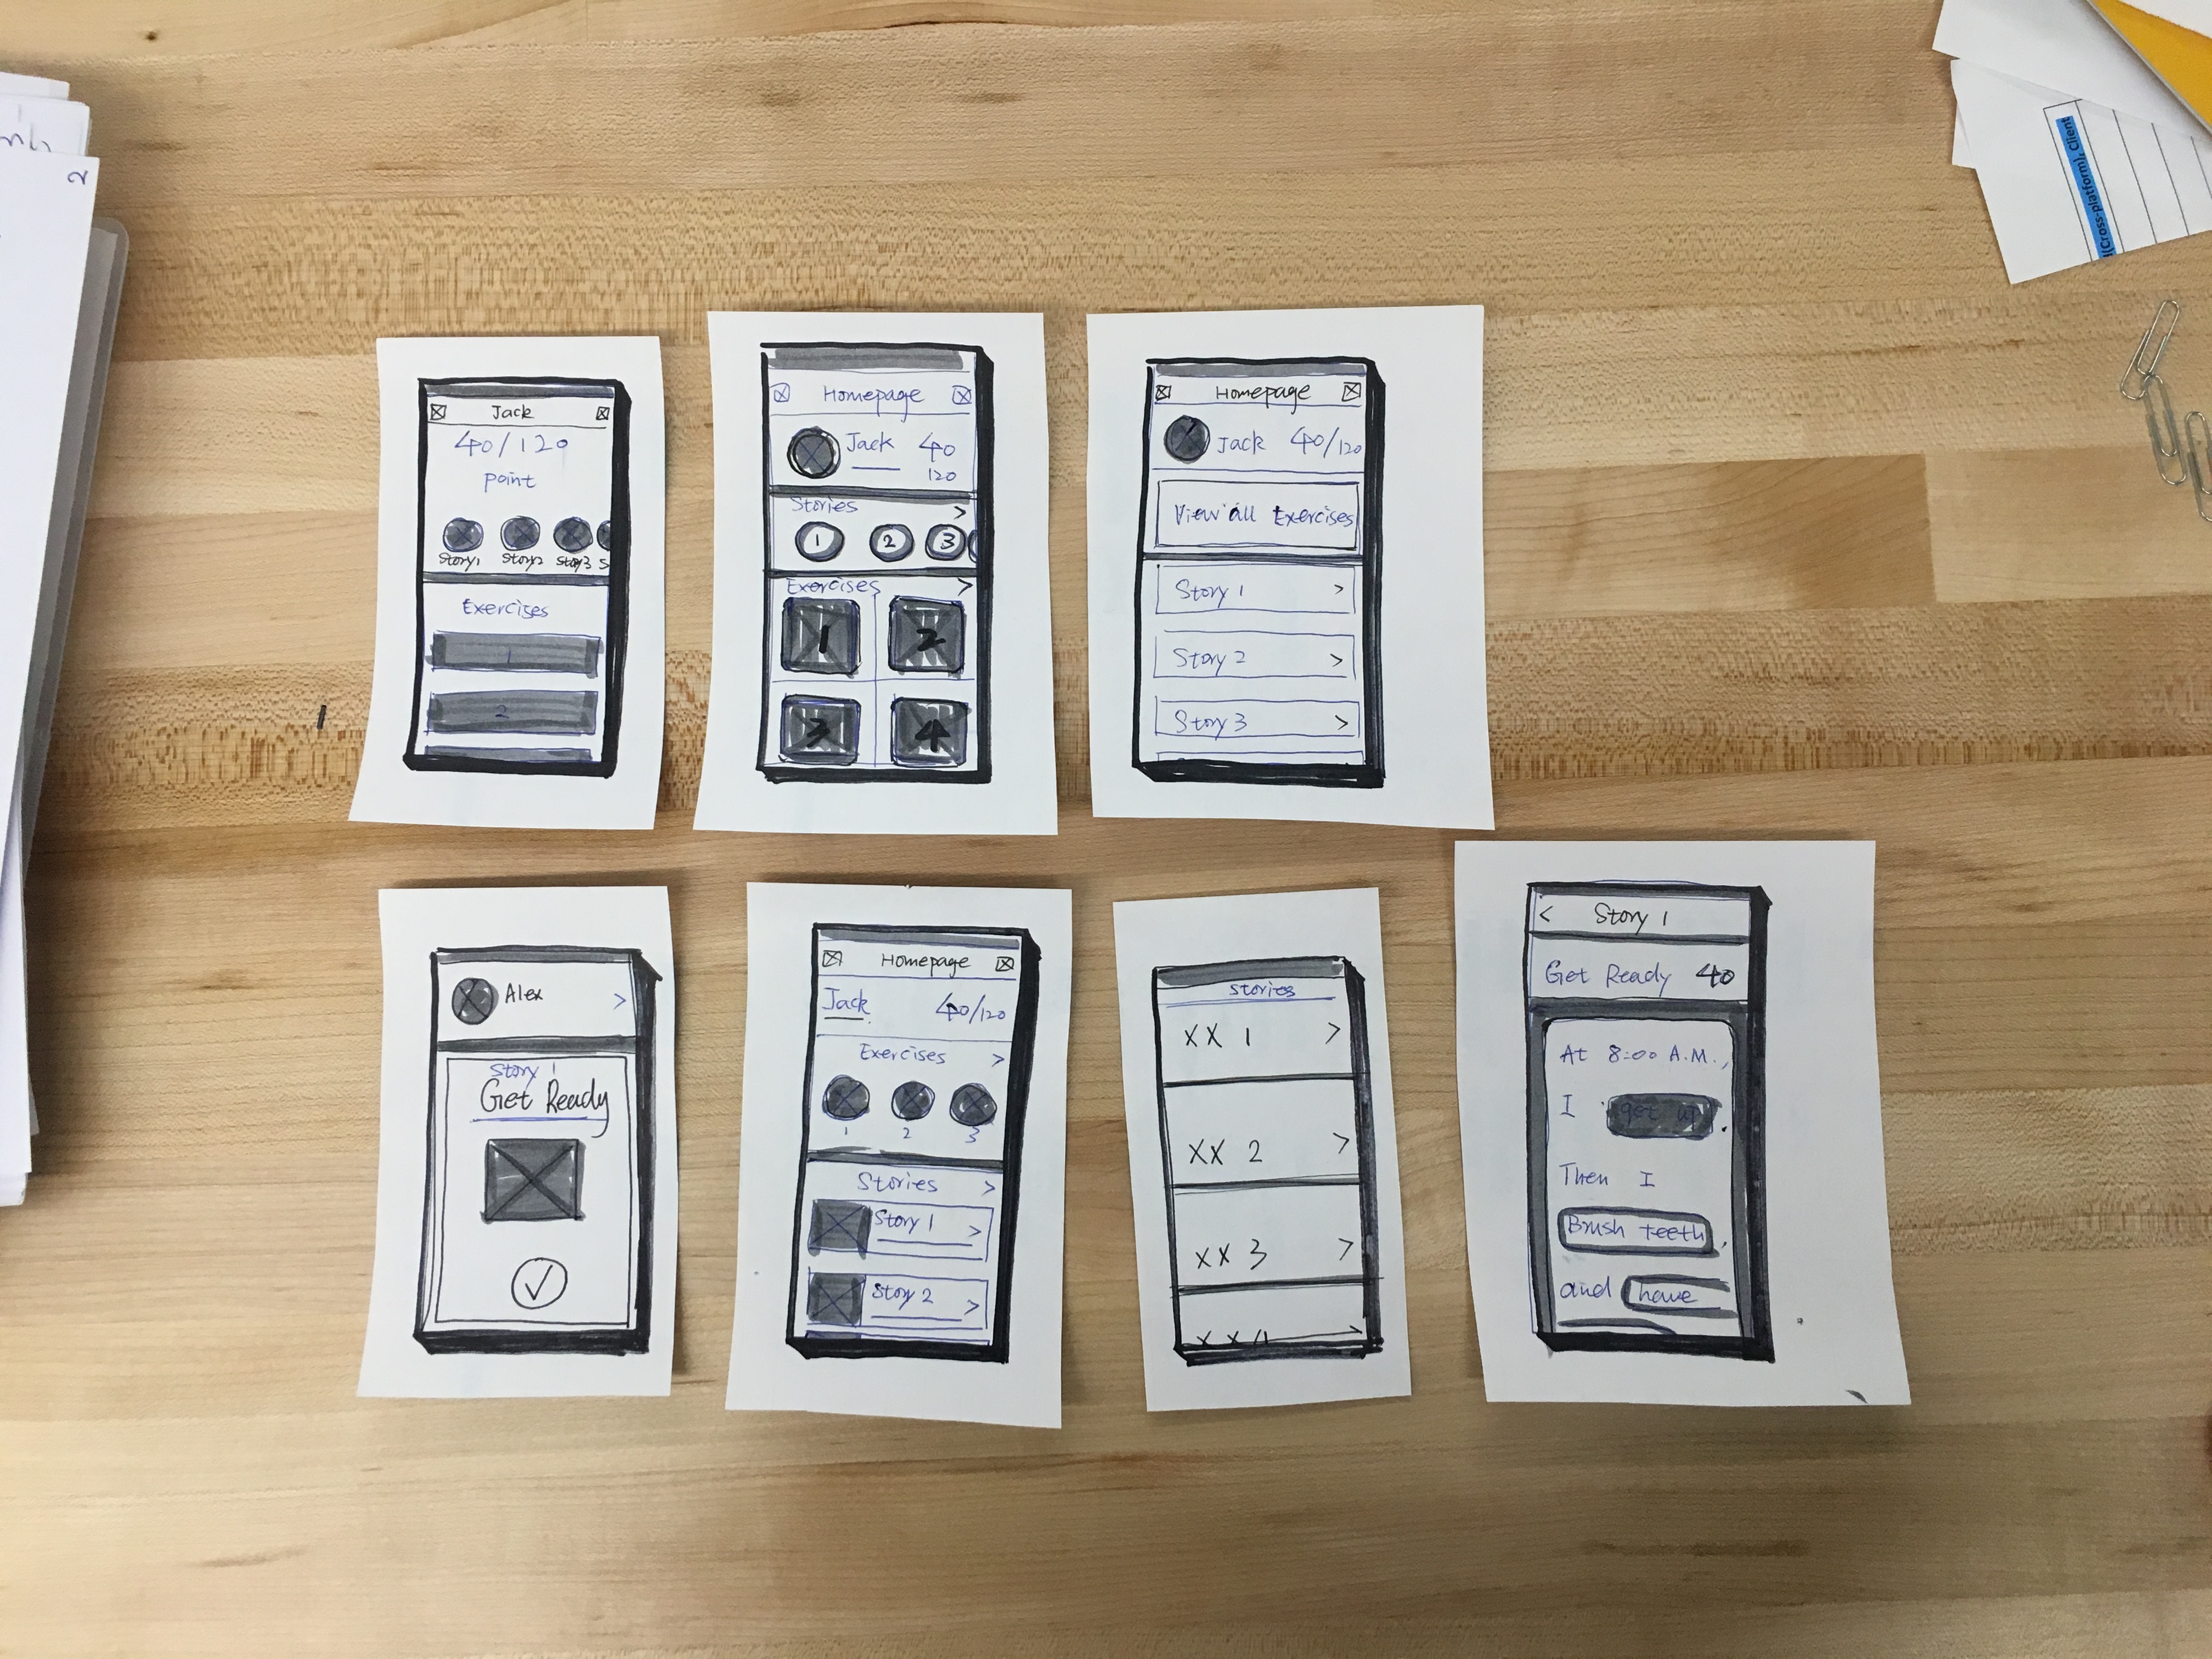 Jack
40/120
point
Story1 Story2 Story3 S
Exercises
1
2
Homepage
Jack 40
120
Stories
1 2 3
Exercises
1 2
3 4
Homepage
Jack 40/120
View all Exercises
Story 1 >
Story 2 >
Story 3 >
Alex >
Story 1
Get Ready
Homepage
Jack 40/120
Exercises >
1 2 3
Stories >
Story 1 >
Story 2 >
Stories
XX 1 >
XX 2 >
XX 3 >
< Story 1
Get Ready 40
At 8:00 A.M.,
I get up.
Then I
Brush teeth,
and have
2
(Cross-platform), Client